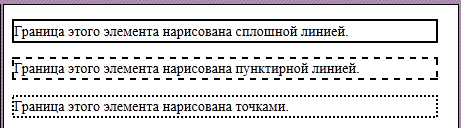 Граница этого элемента нарисована сплошной линией.
Граница этого элемента нарисована пунктирной линией.
Граница этого элемента нарисована точками.